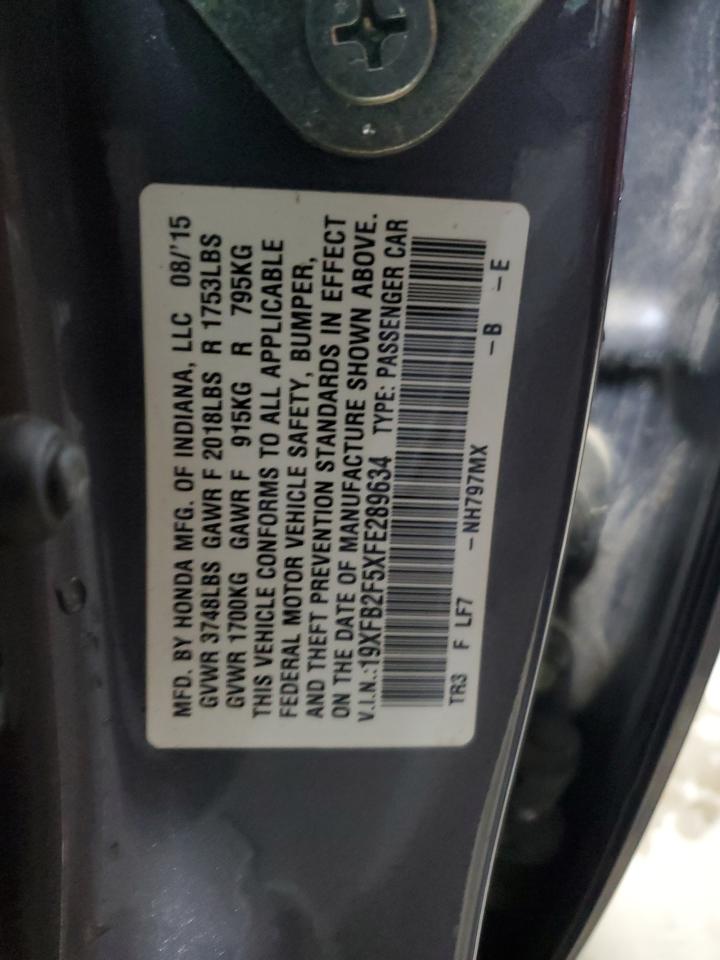 MFD. BY HONDA MFG. OF INDIANA, LLC 08/'15
GVWR 3748LBS GAWR F 2018LBS R 1753LBS
GVWR 1700KG GAWR F 915KG R 795KG
THIS VEHICLE CONFORMS TO ALL APPLICABLE
FEDERAL MOTOR VEHICLE SAFETY, BUMPER,
AND THEFT PREVENTION STANDARDS IN EFFECT
ON THE DATE OF MANUFACTURE SHOWN ABOVE.
V.I.N.:19XFB2F5XFE289634 TYPE: PASSENGER CAR
TR3 F LF7 -NH797MX -B -E